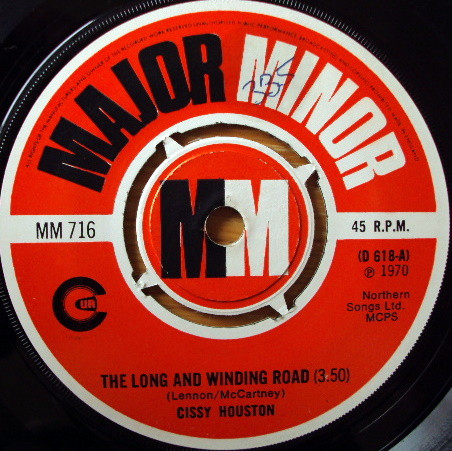 MAJOR MINOR
MM 716
45 R.P.M.
MM
(D 618-A)
℗ 1970
Northern
Songs Ltd.
MCPS
THE LONG AND WINDING ROAD (3.50)
(Lennon/McCartney)
CISSY HOUSTON